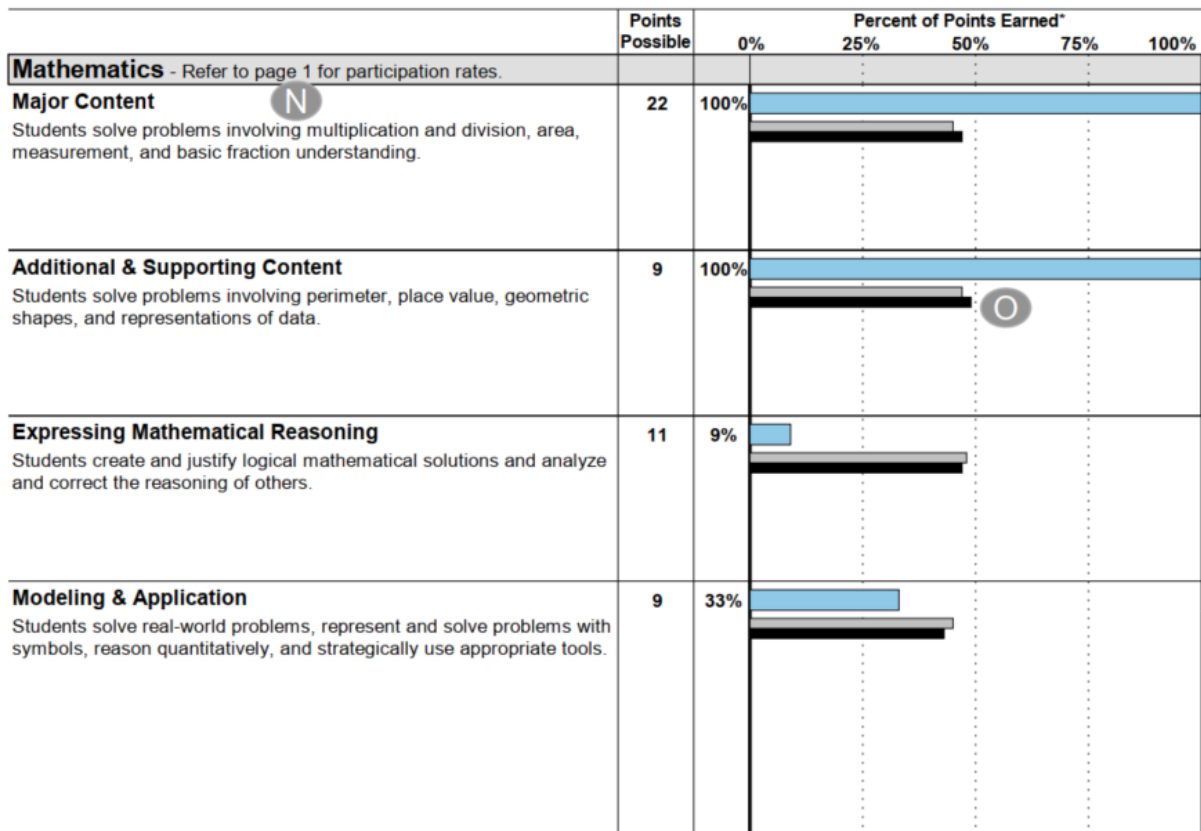 Points Possible
Percent of Points Earned*
0% 25% 50% 75% 100%
Mathematics - Refer to page 1 for participation rates.
N
Major Content
22 100%
Students solve problems involving multiplication and division, area,
measurement, and basic fraction understanding.
Additional & Supporting Content
9 100%
Students solve problems involving perimeter, place value, geometric
shapes, and representations of data.
O
Expressing Mathematical Reasoning
11 9%
Students create and justify logical mathematical solutions and analyze
and correct the reasoning of others.
Modeling & Application
9 33%
Students solve real-world problems, represent and solve problems with
symbols, reason quantitatively, and strategically use appropriate tools.